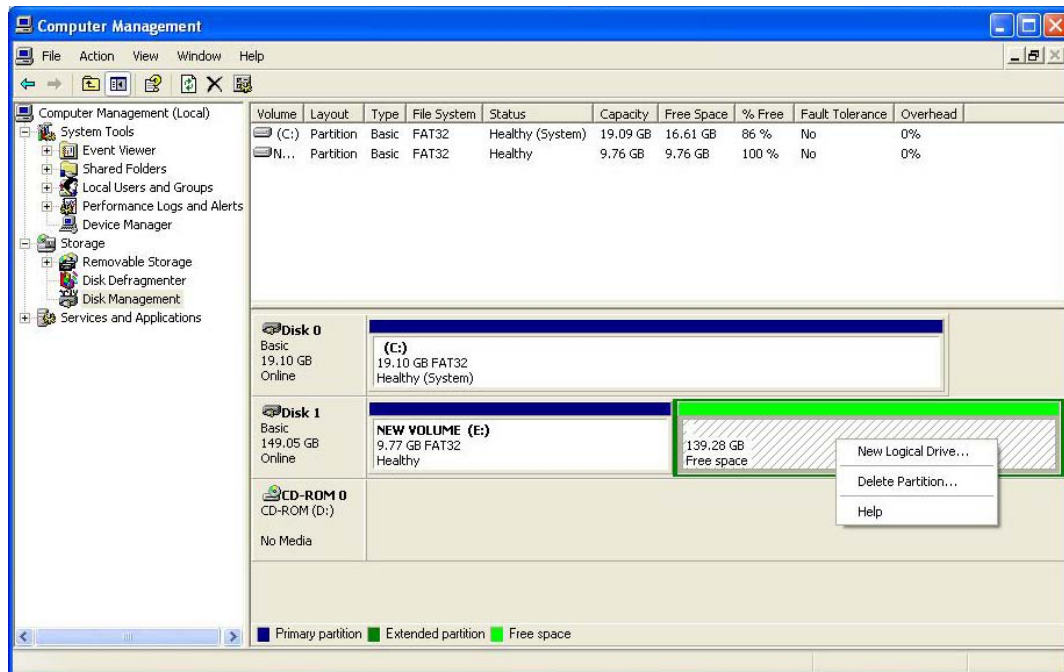 Computer Management
File Action View Window Help
Computer Management (Local)
System Tools
Event Viewer
Shared Folders
Local Users and Groups
Performance Logs and Alerts
Device Manager
Storage
Removable Storage
Disk Defragmenter
Disk Management
Services and Applications
Volume Layout Type File System Status Capacity Free Space % Free Fault Tolerance Overhead
(C:) Partition Basic FAT32 Healthy (System) 19.09 GB 16.61 GB 86 % No 0%
N... Partition Basic FAT32 Healthy 9.76 GB 9.76 GB 100 % No 0%
Disk 0
Basic
19.10 GB
Online
(C:)
19.10 GB FAT32
Healthy (System)
Disk 1
Basic
149.05 GB
Online
NEW VOLUME (E:)
9.77 GB FAT32
Healthy
139.28 GB
Free space
New Logical Drive...
Delete Partition...
Help
CD-ROM 0
CD-ROM (D:)
No Media
Primary partition Extended partition Free space